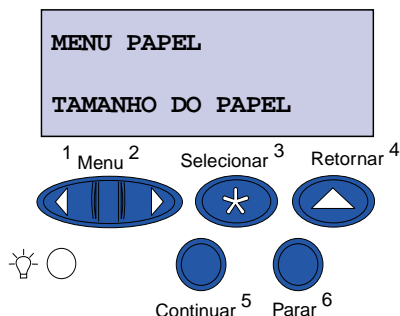 MENU PAPEL
TAMANHO DO PAPEL
1 Menu 2 Selecionar 3 Retornar 4
Continuar 5 Parar 6